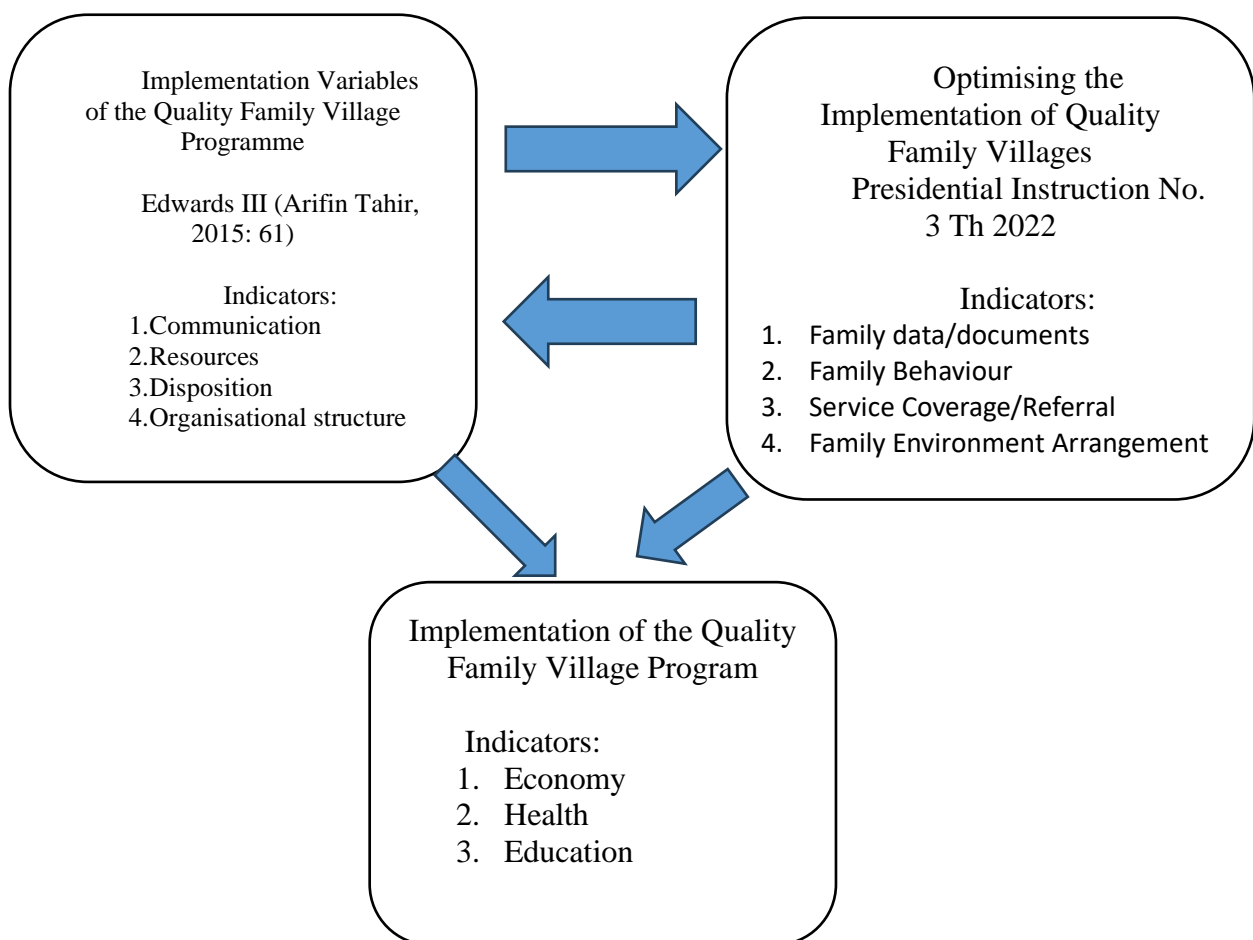 Implementation Variables
of the Quality Family Village
Programme
Edwards III (Arifin Tahir,
2015: 61)
Indicators:
1.Communication
2.Resources
3.Disposition
4.Organisational structure
Optimising the
Implementation of Quality
Family Villages
Presidential Instruction No.
3 Th 2022
Indicators:
1. Family data/documents
2. Family Behaviour
3. Service Coverage/Referral
4. Family Environment Arrangement
Implementation of the Quality
Family Village Program
Indicators:
1. Economy
2. Health
3. Education